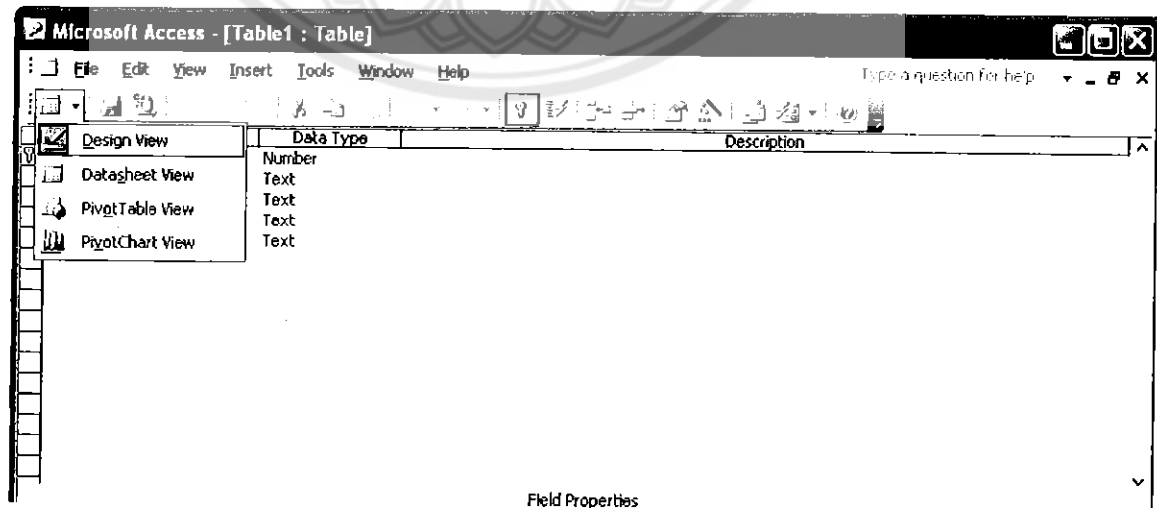 Microsoft Access - [Table1 : Table]
File Edit View Insert Tools Window Help Type a question for help
Design View Data Type Description
Number
Datasheet View Text
PivotTable View Text
Text
PivotChart View Text
Field Properties